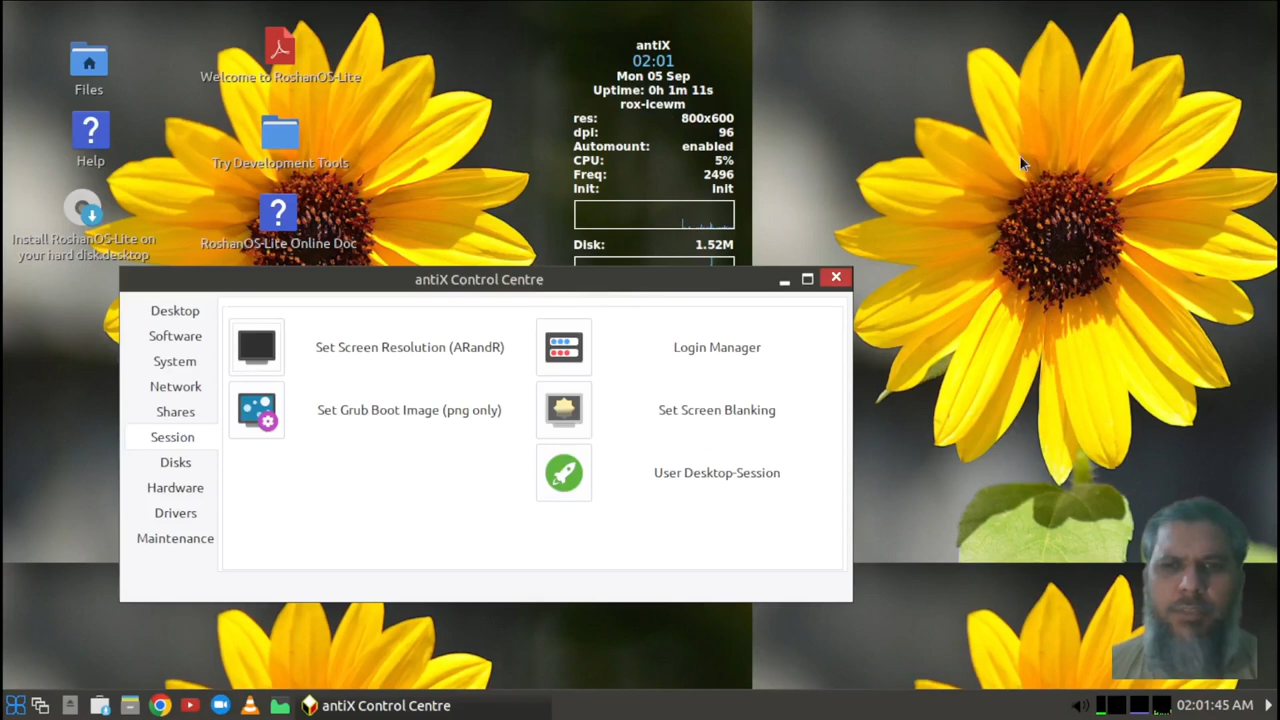 Files
Help
Install RoshanOS-Lite on
your hard disk.desktop
Welcome to RoshanOS-Lite
Try Development Tools
RoshanOS-Lite Online Doc
antiX
02:01
Mon 05 Sep
Uptime: 0h 1m 11s
rox-icewm
res: 800x600
dpi: 96
Automount: enabled
CPU: 5%
Freq: 2496
Init: init
Disk: 1.52M
antiX Control Centre
Desktop
Software
System
Network
Shares
Session
Disks
Hardware
Drivers
Maintenance
Set Screen Resolution (ARandR)
Login Manager
Set Grub Boot Image (png only)
Set Screen Blanking
User Desktop-Session
antiX Control Centre
02:01:45 AM